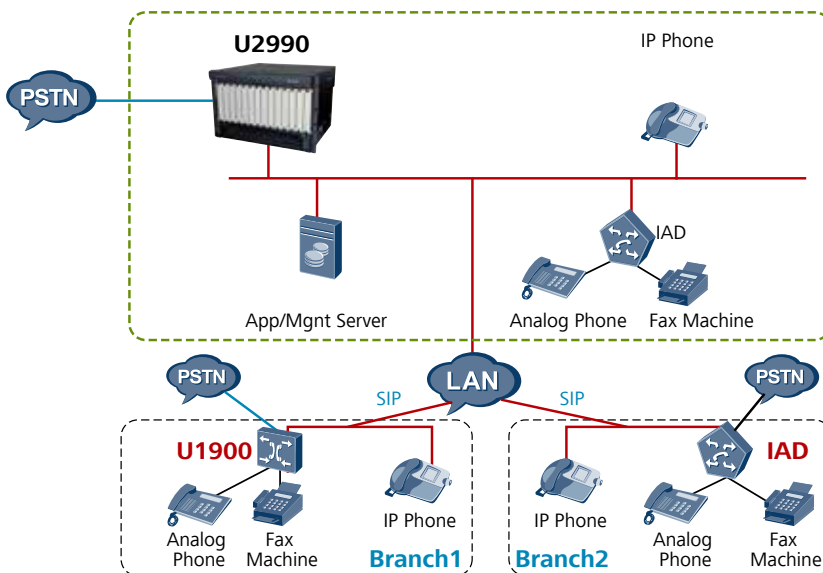 U2990
IP Phone
PSTN
IAD
App/Mgnt Server
Analog Phone
Fax Machine
LAN
PSTN
PSTN
SIP
SIP
U1900
IAD
IP Phone
IP Phone
Analog
Phone
Fax
Machine
Branch1
Branch2
Analog
Phone
Fax
Machine